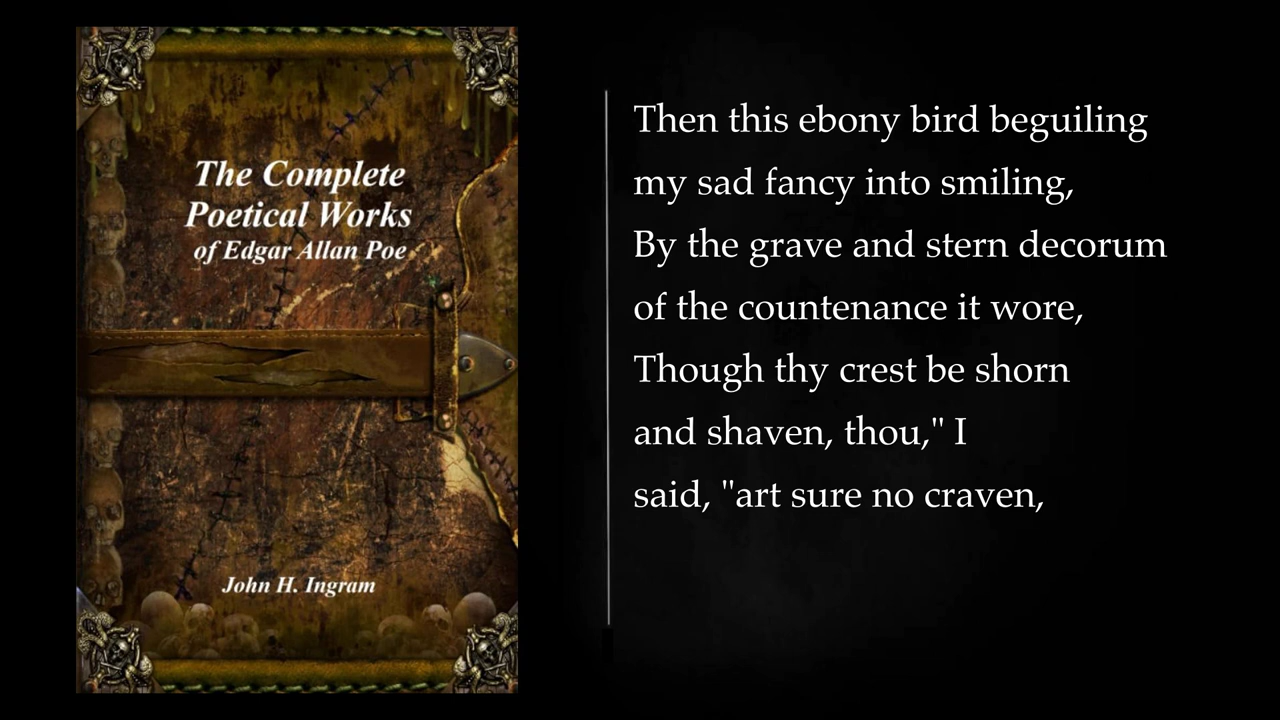 The Complete
Poetical Works
of Edgar Allan Poe
John H. Ingram
Then this ebony bird beguiling
my sad fancy into smiling,
By the grave and stern decorum
of the countenance it wore,
Though thy crest be shorn
and shaven, thou," I
said, "art sure no craven,